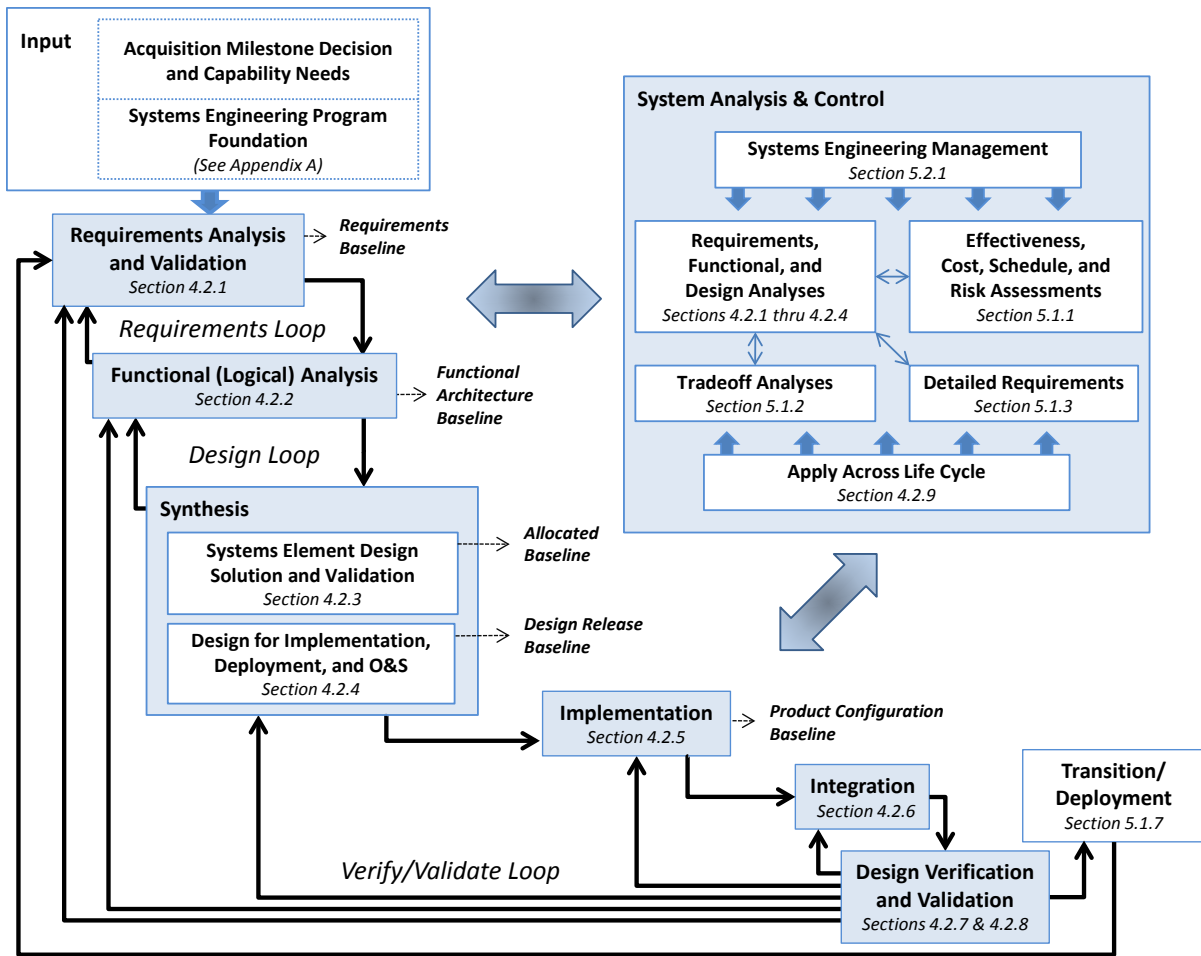 Input
Acquisition Milestone Decision
and Capability Needs
Systems Engineering Program
Foundation
(See Appendix A)
Requirements Analysis
and Validation
Section 4.2.1
Requirements
Baseline
Requirements Loop
Functional (Logical) Analysis
Section 4.2.2
Functional
Architecture
Baseline
Design Loop
Synthesis
Systems Element Design
Solution and Validation
Section 4.2.3
Allocated
Baseline
Design for Implementation,
Deployment, and O&S
Section 4.2.4
Design Release
Baseline
System Analysis & Control
Systems Engineering Management
Section 5.2.1
Requirements,
Functional, and
Design Analyses
Sections 4.2.1 thru 4.2.4
Effectiveness,
Cost, Schedule, and
Risk Assessments
Section 5.1.1
Tradeoff Analyses
Section 5.1.2
Detailed Requirements
Section 5.1.3
Apply Across Life Cycle
Section 4.2.9
Implementation
Section 4.2.5
Product Configuration
Baseline
Integration
Section 4.2.6
Transition/
Deployment
Section 5.1.7
Verify/Validate Loop
Design Verification
and Validation
Sections 4.2.7 & 4.2.8